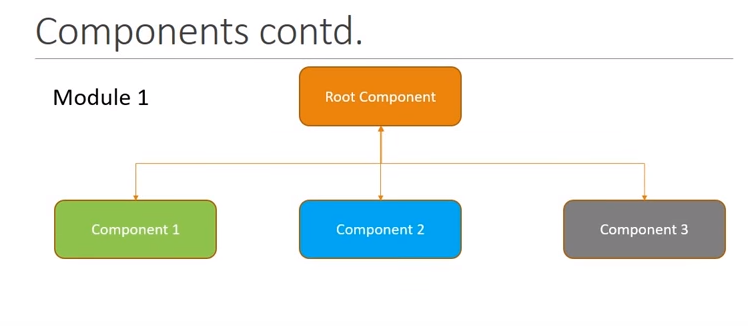 Components contd.
Module 1
Root Component
Component 1
Component 2
Component 3